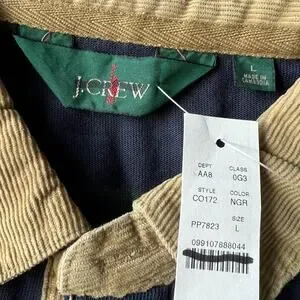 J.CREW
L
MADE IN
CAMBODIA
DEPT CLASS
AA8 0G3
STYLE COLOR
CO172 NGR
SIZE
PP7823 L
099107888044